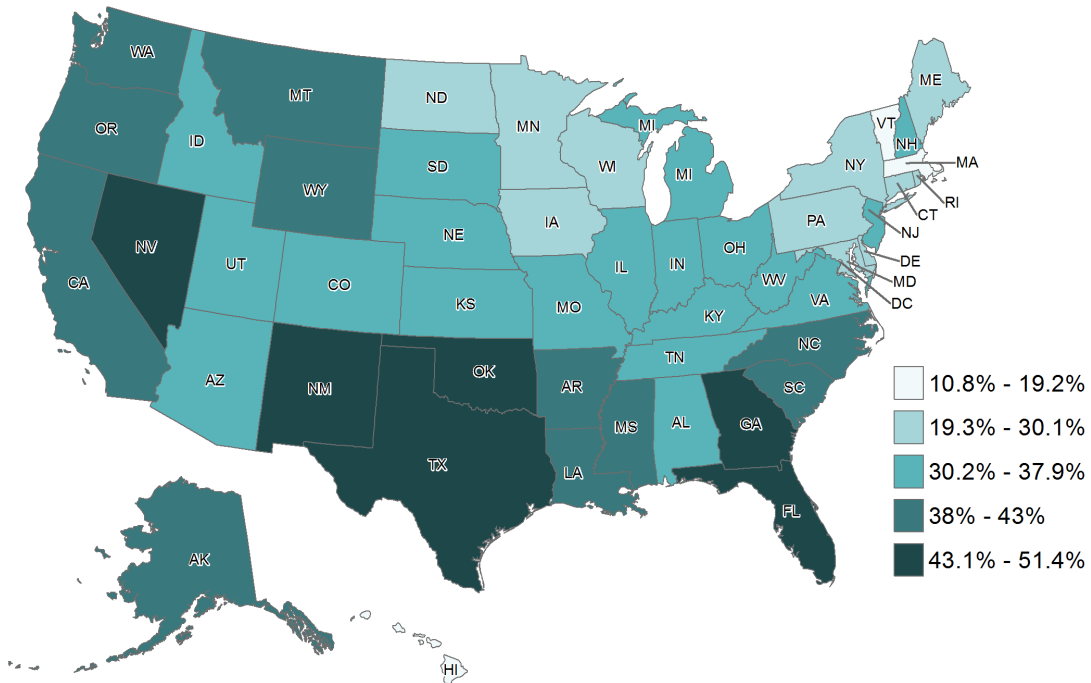 WA
MT
ND
MN
ME
OR
ID
SD
WI
MI
VT
NH
NY
MA
WY
MI
RI
CT
IA
PA
NJ
NV
NE
UT
CO
IL
IN
OH
DE
MD
DC
CA
KS
MO
WV
VA
KY
AZ
NM
OK
AR
TN
NC
SC
TX
LA
MS
AL
GA
FL
AK
HI
10.8% - 19.2%
19.3% - 30.1%
30.2% - 37.9%
38% - 43%
43.1% - 51.4%